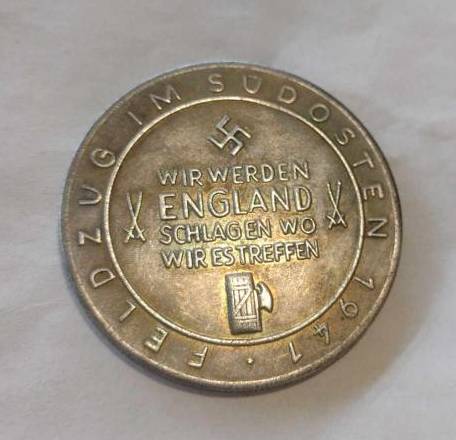 FELDZUG IM SÜDOSTEN 1941
WIR WERDEN
ENGLAND
SCHLAGEN WO
WIR ES TREFFEN